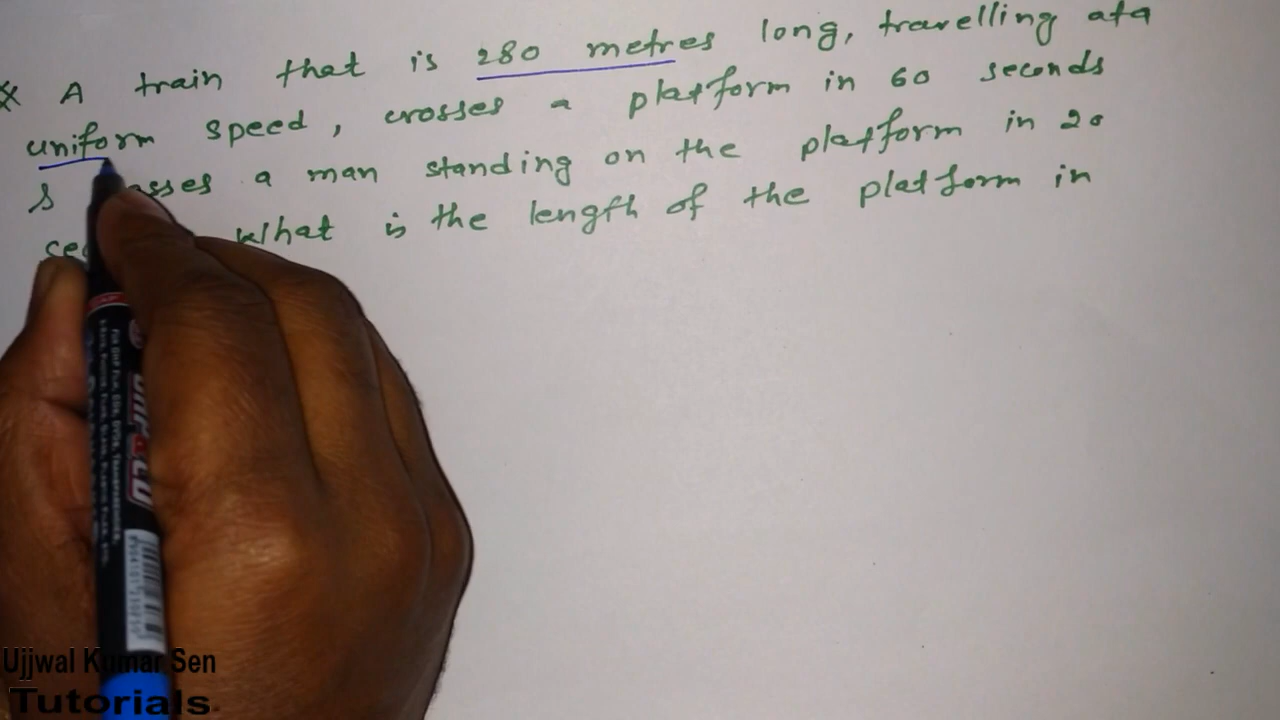 A train that is 280 metres long, travelling at a
uniform speed, crosses a platform in 60 seconds
a man standing on the platform in 20
What is the length of the platform in
Ujjwal Kumar Sen
Tutorials